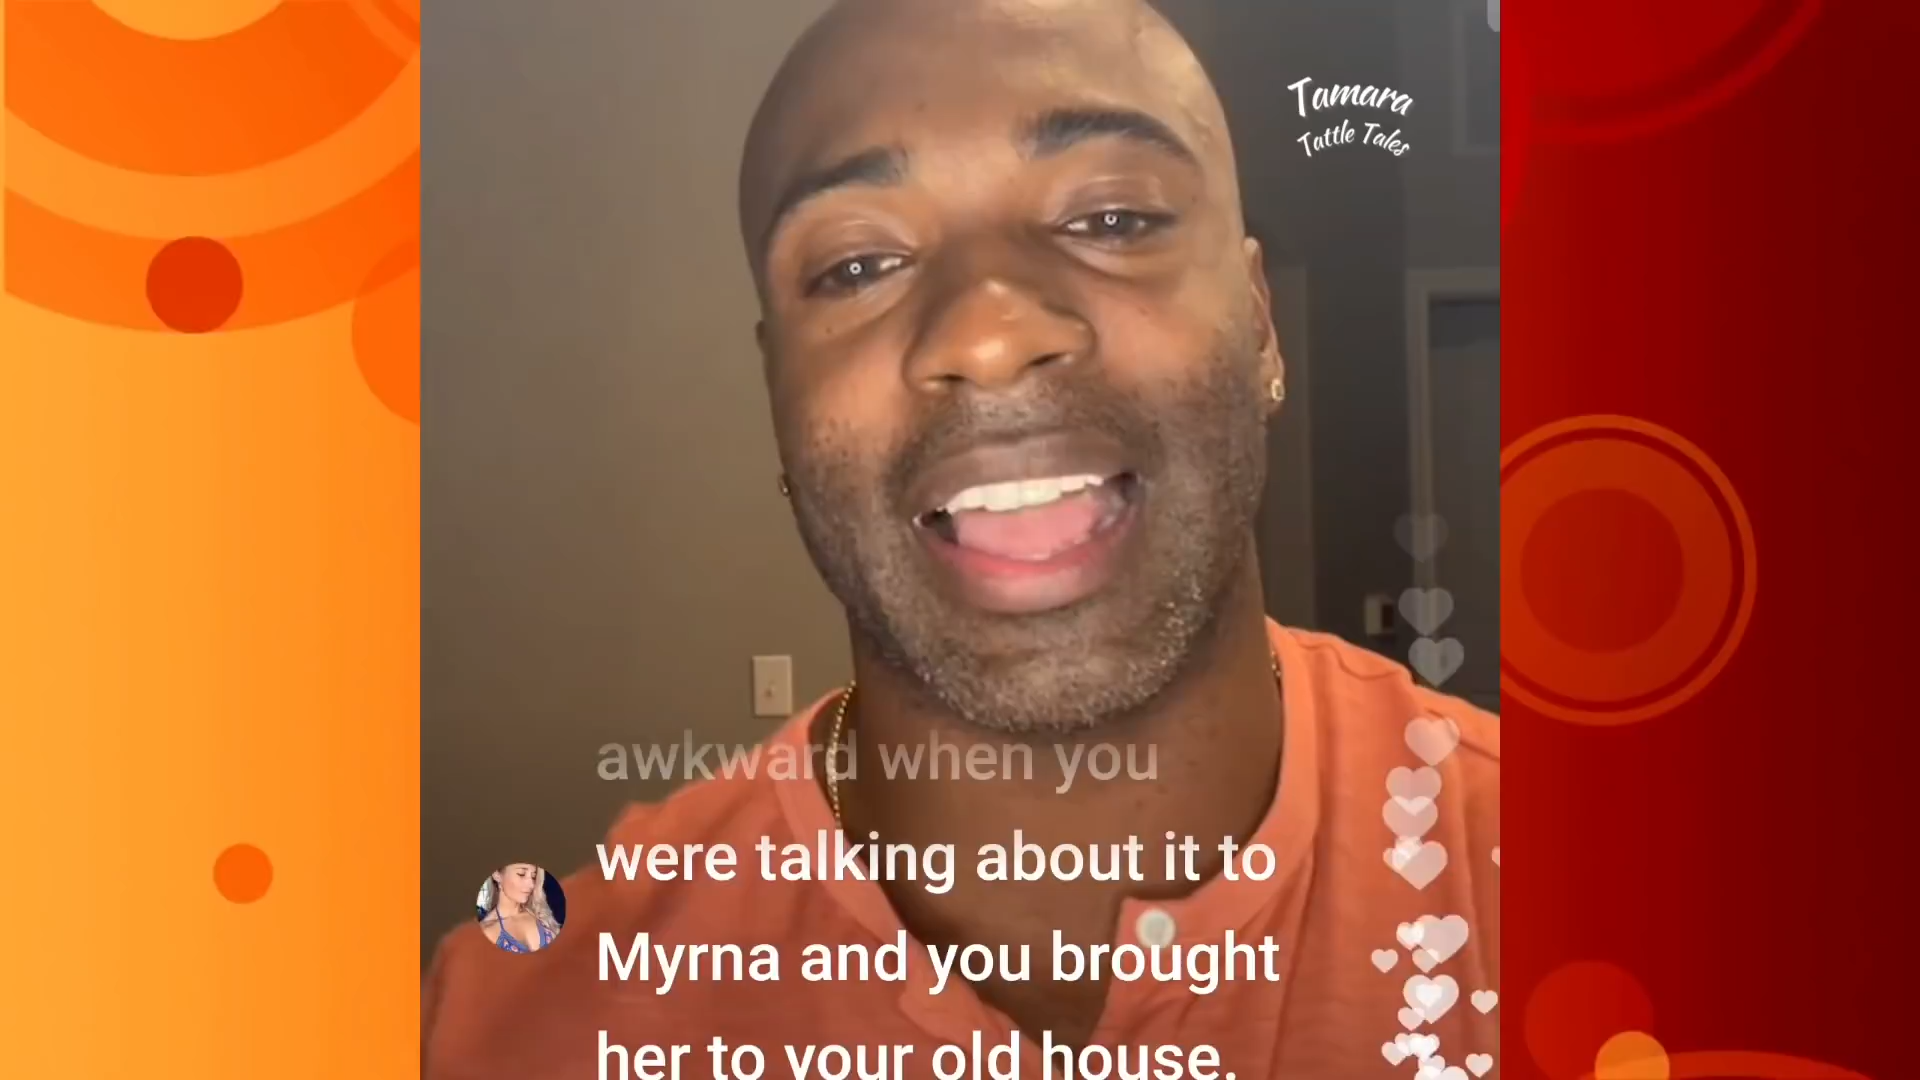 Tamara
Tattle Tales
awkward when you
were talking about it to
Myrna and you brought
her to your old house.